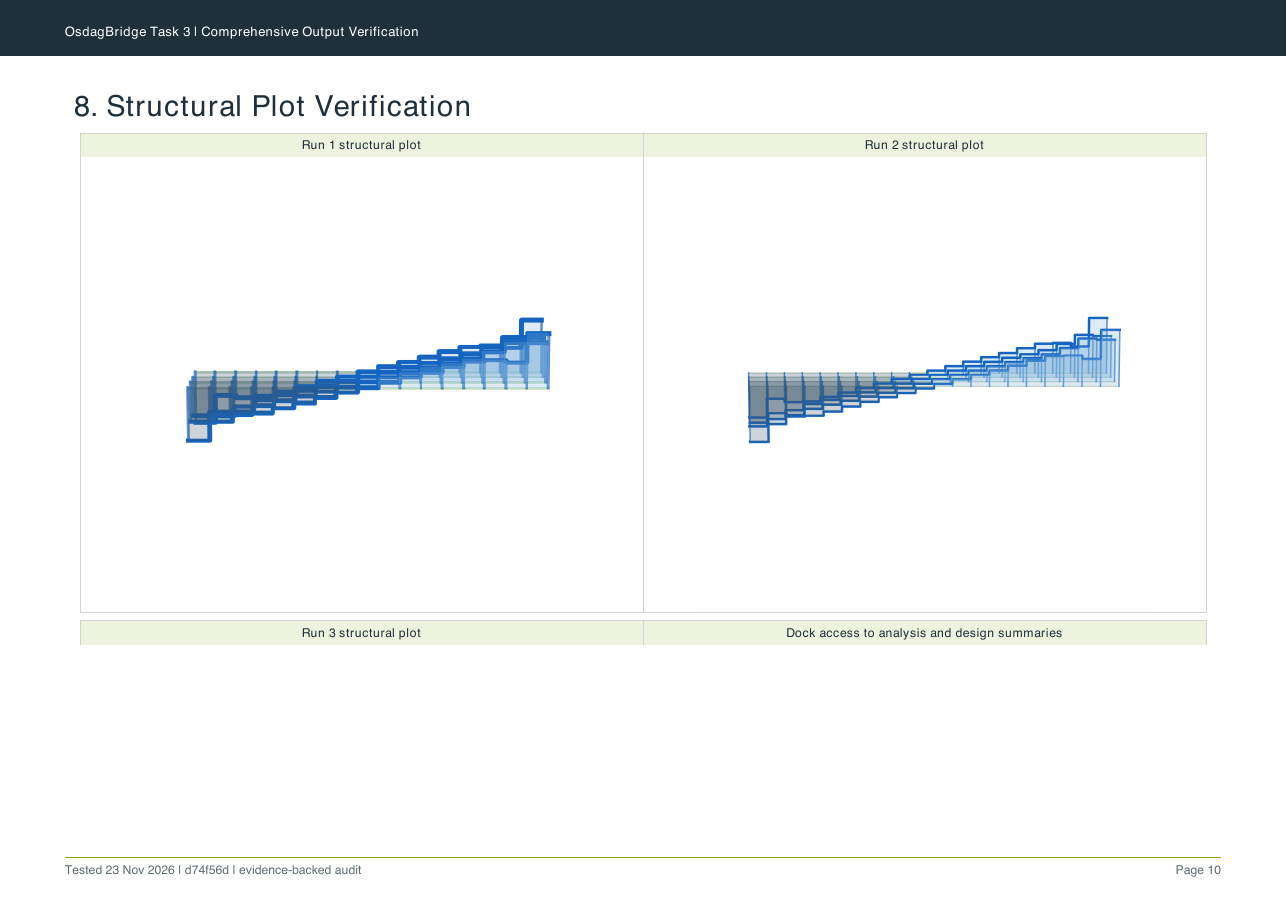 OsdagBridge Task 3 | Comprehensive Output Verification
8. Structural Plot Verification
Run 1 structural plot
Run 2 structural plot
Run 3 structural plot
Dock access to analysis and design summaries
Tested 23 Nov 2026 | d74f56d | evidence-backed audit
Page 10